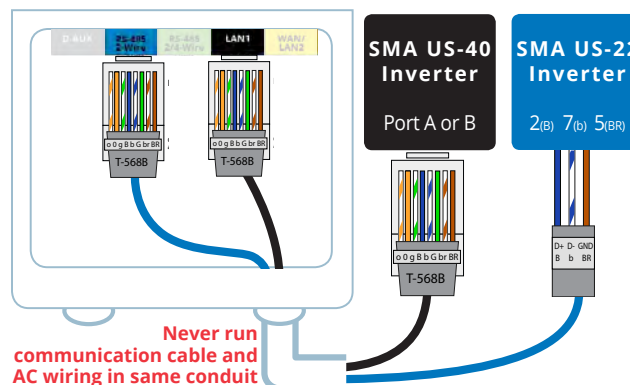 D-AUX
RS-485
2-Wire
RS-485
2/4-Wire
LAN1
WAN/
LAN2
o O g B b G br BR
T-568B
o O g B b G br BR
T-568B
SMA US-40
Inverter
Port A or B
SMA US-22
Inverter
2(B) 7(b) 5(BR)
o O g B b G br BR
T-568B
D+ D- GND
B b BR
Never run
communication cable and
AC wiring in same conduit